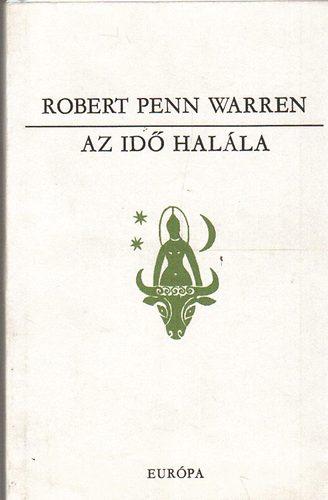 ROBERT PENN WARREN
AZ IDŐ HALÁLA
EURÓPA